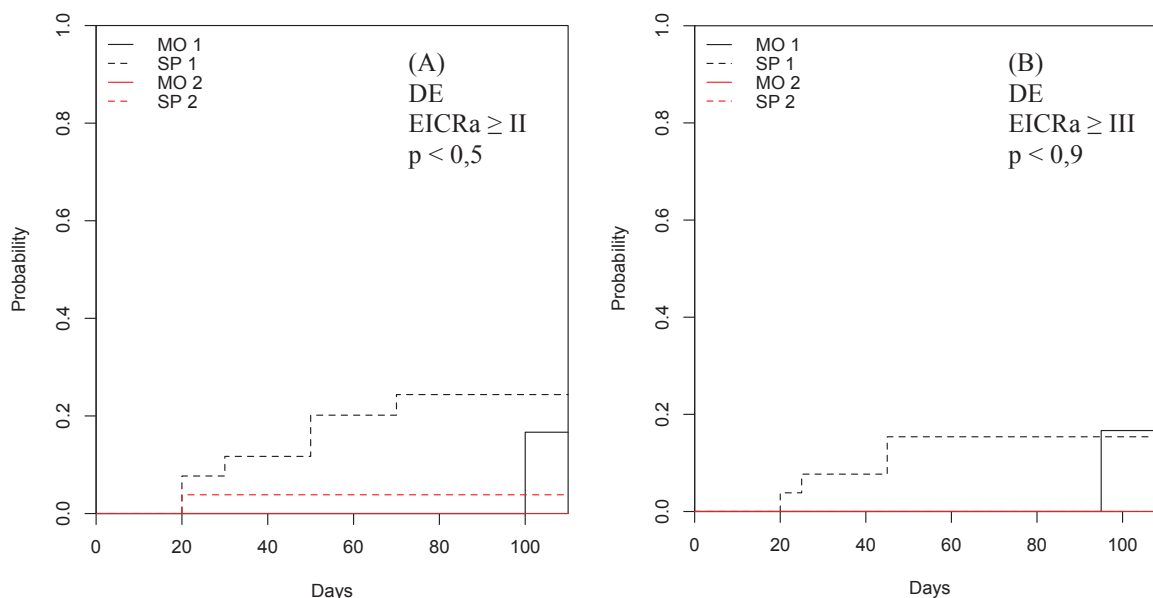 1.0
0.8
0.6
0.4
0.2
0.0
Probability
MO 1
SP 1
MO 2
SP 2
(A)
DE
EICRa ≥ II
p < 0,5
0 20 40 60 80 100
Days
1.0
0.8
0.6
0.4
0.2
0.0
Probability
MO 1
SP 1
MO 2
SP 2
(B)
DE
EICRa ≥ III
p < 0,9
0 20 40 60 80 100
Days